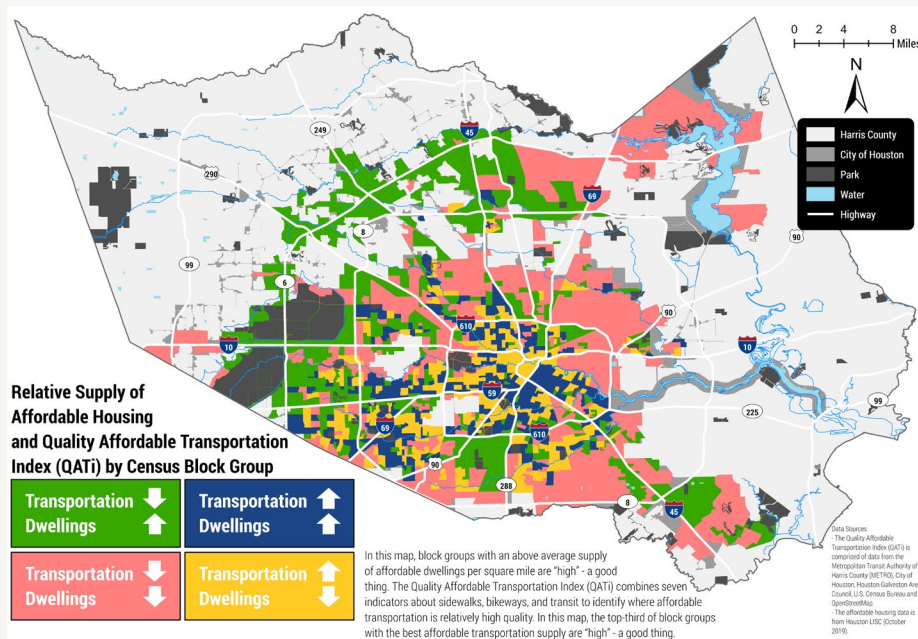 0 2 4 8
Miles
N
Harris County
City of Houston
Park
Water
Highway
249
45
290
69
8
90
99
6
610
90
10
10
59
99
225
69
610
90
288
8
45
Relative Supply of
Affordable Housing
and Quality Affordable Transportation
Index (QATi) by Census Block Group
Transportation
Dwellings
Transportation
Dwellings
Transportation
Dwellings
Transportation
Dwellings
In this map, block groups with an above average supply
of affordable dwellings per square mile are "high" - a good
thing. The Quality Affordable Transportation Index (QATi) combines seven
indicators about sidewalks, bikeways, and transit to identify where affordable
transportation is relatively high quality. In this map, the top-third of block groups
with the best affordable transportation supply are "high" - a good thing.
Data Sources
- The Quality Affordable
Transportation Index (QATi) is
comprised of data from the
Metropolitan Transit Authority of
Harris County (METRO), City of
Houston, Houston-Galveston Area
Council, U.S. Census Bureau and
OpenStreetMap.
- The affordable housing data is
from Houston LISC (October
2019).